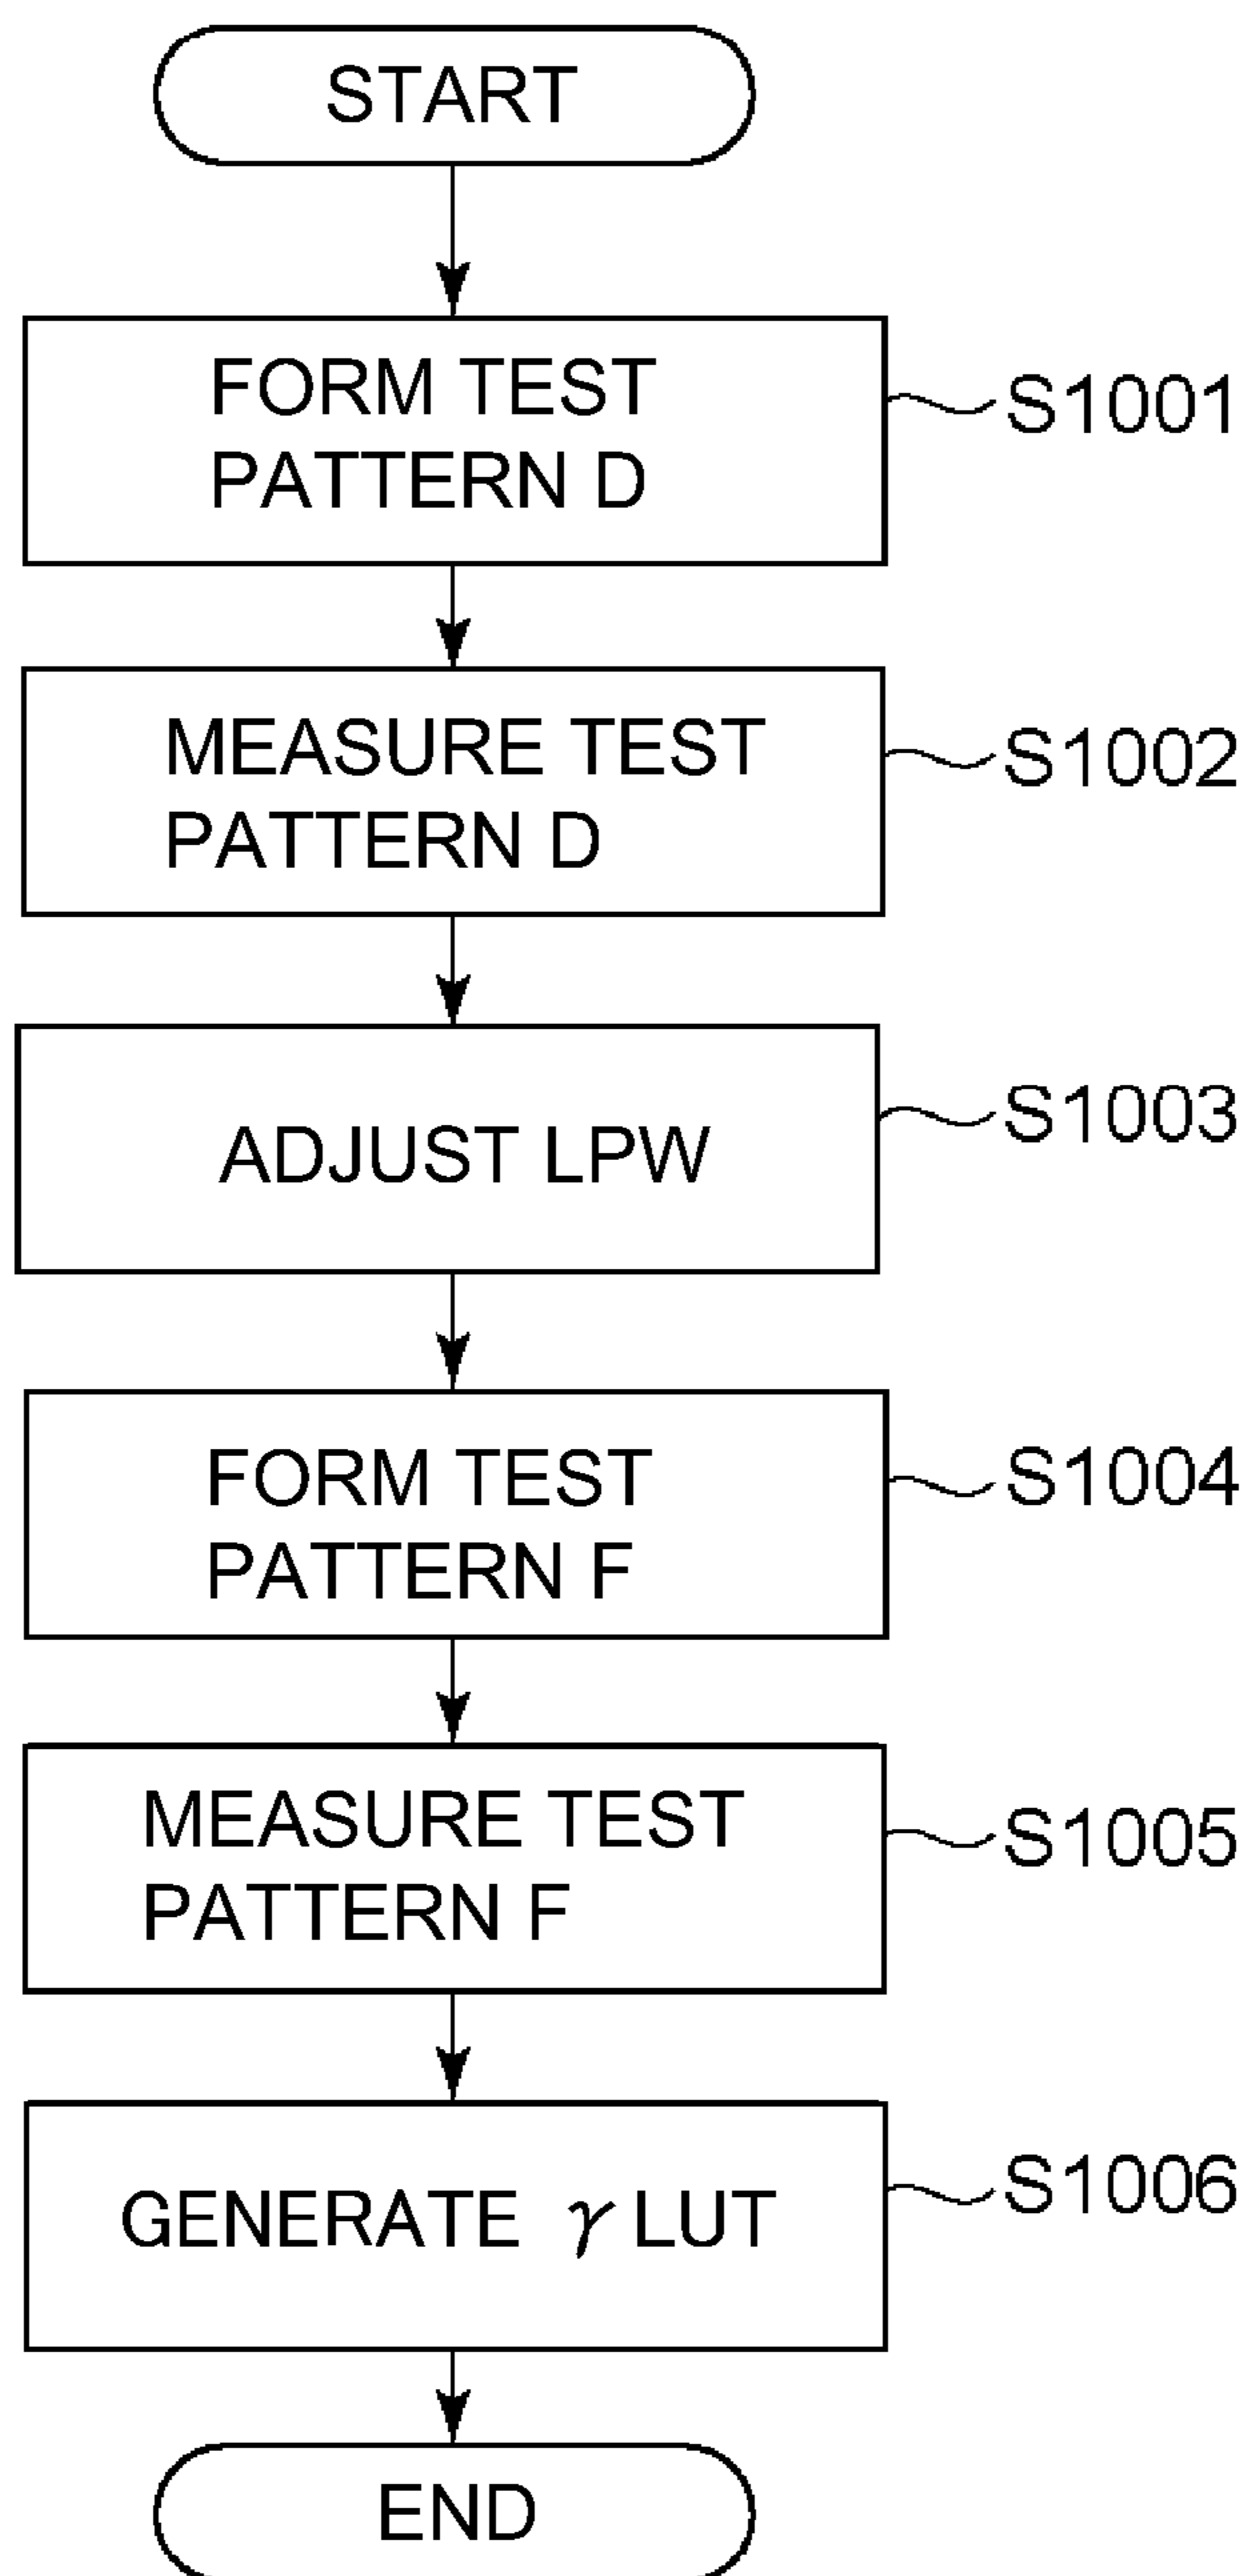 START
FORM TEST
PATTERN D
S1001
MEASURE TEST
PATTERN D
S1002
ADJUST LPW
S1003
FORM TEST
PATTERN F
S1004
MEASURE TEST
PATTERN F
S1005
GENERATE γ LUT
S1006
END